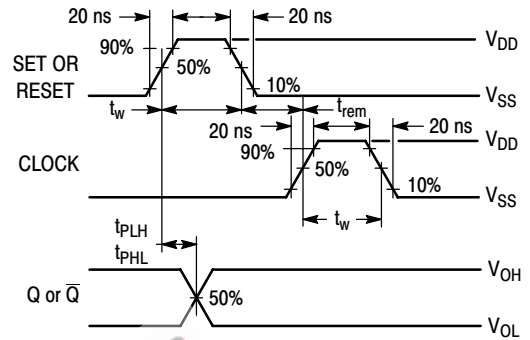 20 ns 20 ns
90% V_DD
SET OR 50%
RESET 10%
t_w t_rem V_SS
20 ns 20 ns
90% V_DD
CLOCK 50%
10%
t_w V_SS
t_PLH
t_PHL
V_OH
Q or Q̅ 50%
V_OL